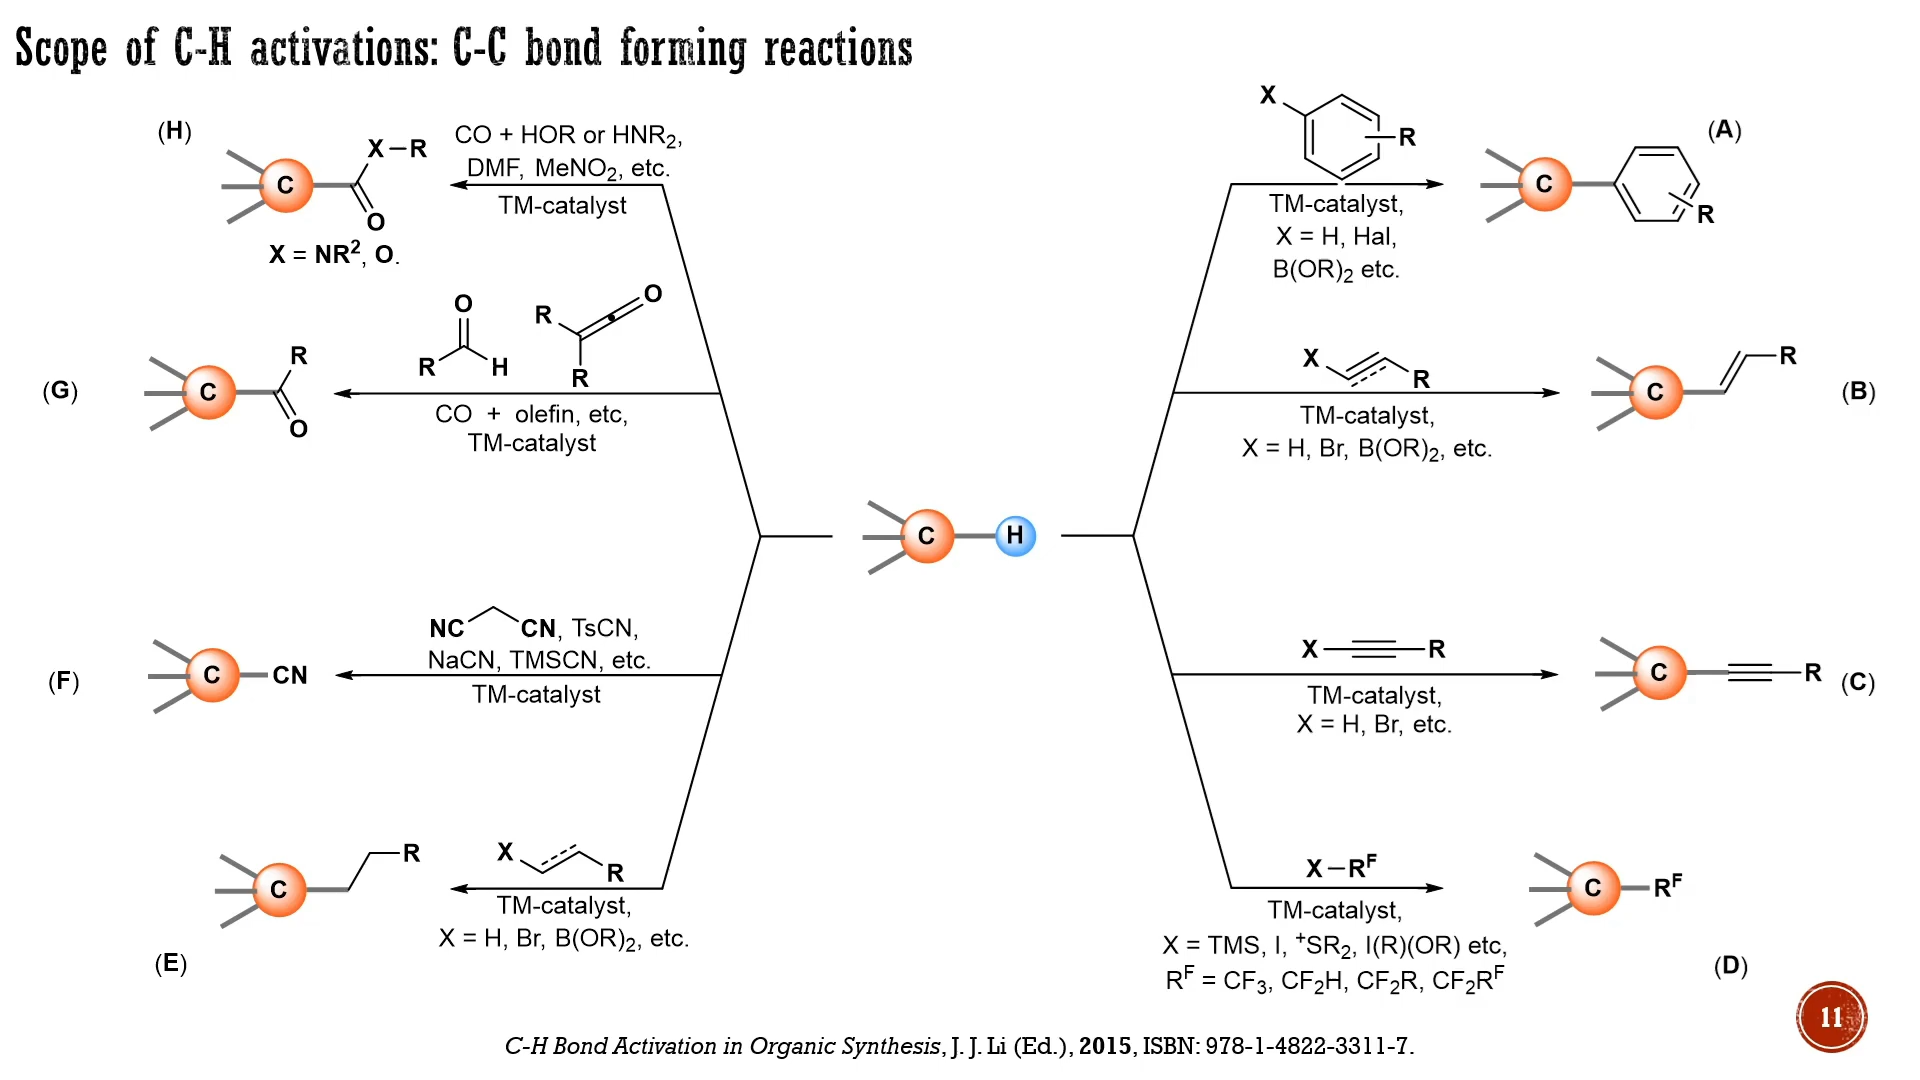 Scope of C-H activations: C-C bond forming reactions
(H)
C
X–R
O
X = NR², O.
CO + HOR or HNR₂,
DMF, MeNO₂, etc.
TM-catalyst
X
R
TM-catalyst,
X = H, Hal,
B(OR)₂ etc.
C
R
(A)
(G)
C
R
O
O
R
H
R
O
R
CO + olefin, etc,
TM-catalyst
X
R
TM-catalyst,
X = H, Br, B(OR)₂, etc.
C
R
(B)
C
H
(F)
C
CN
NC
CN, TsCN,
NaCN, TMSCN, etc.
TM-catalyst
X
R
TM-catalyst,
X = H, Br, etc.
C
R
(C)
(E)
C
R
X
R
TM-catalyst,
X = H, Br, B(OR)₂, etc.
X–Rᶠ
TM-catalyst,
X = TMS, I, ⁺SR₂, I(R)(OR) etc,
Rᶠ = CF₃, CF₂H, CF₂R, CF₂Rᶠ
C
Rᶠ
(D)
11
C-H Bond Activation in Organic Synthesis, J. J. Li (Ed.), 2015, ISBN: 978-1-4822-3311-7.